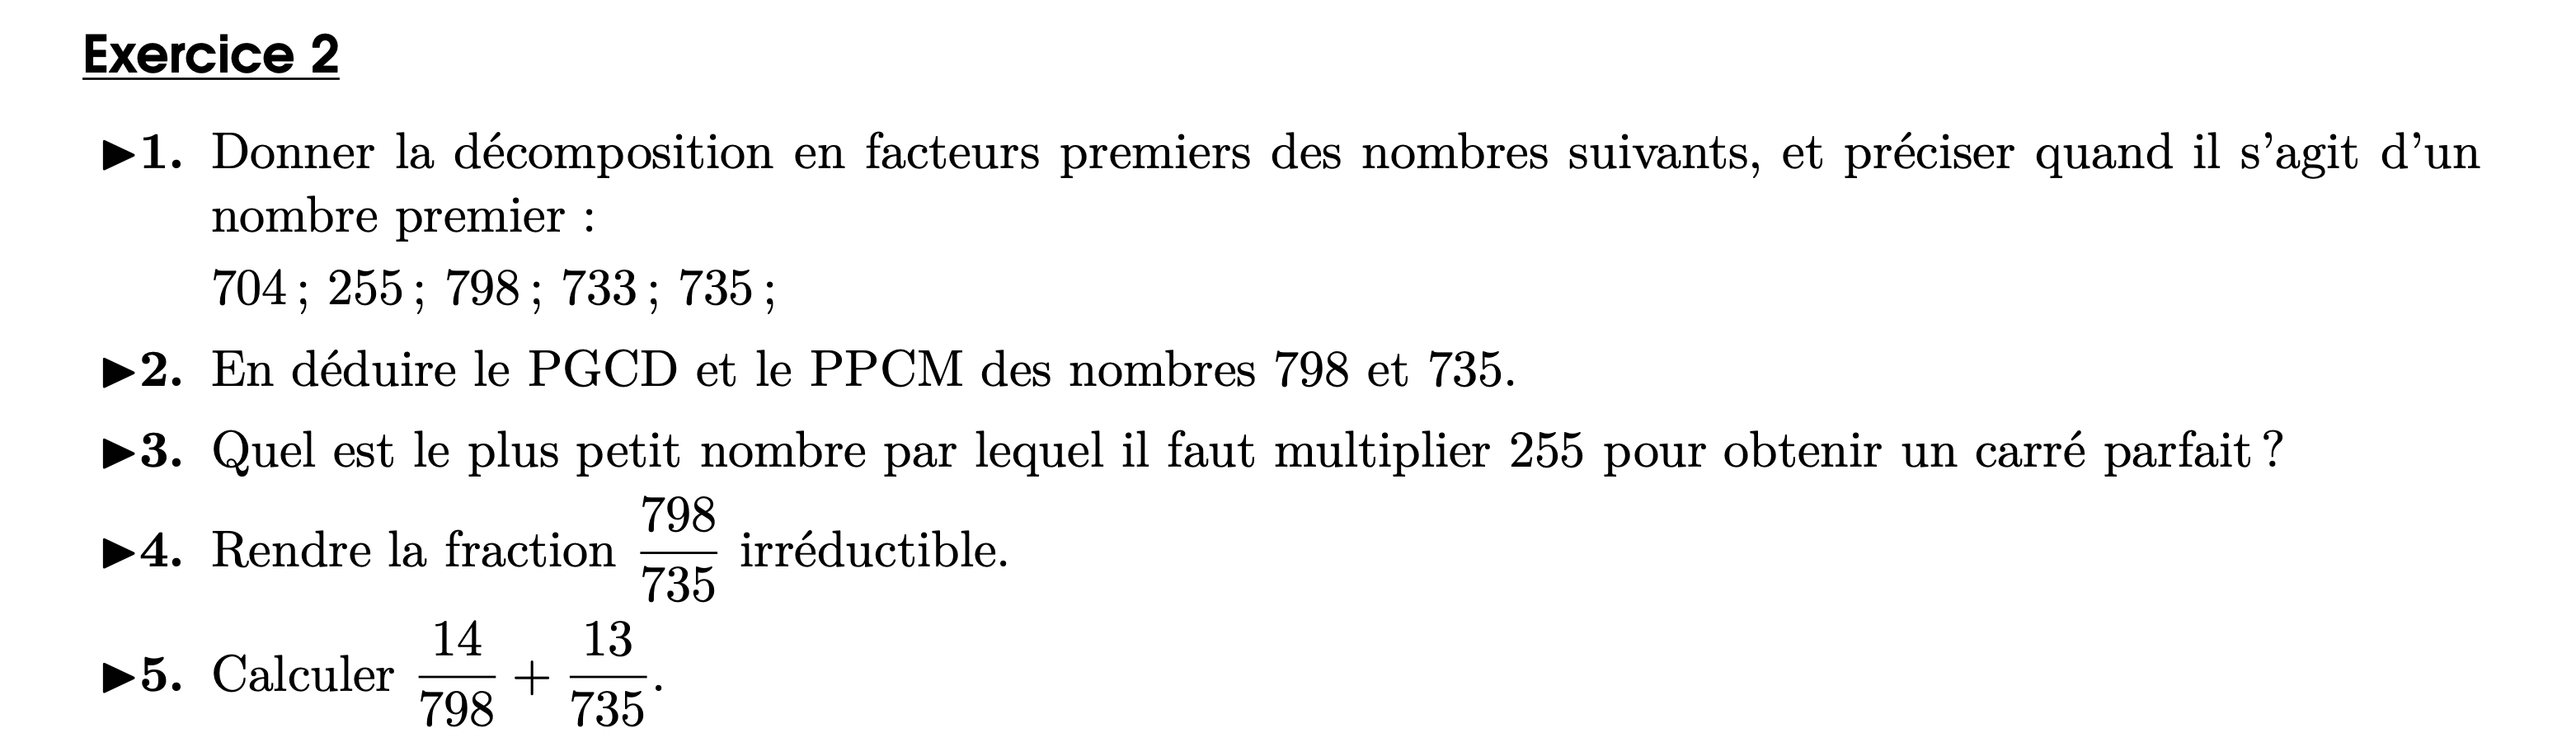 Exercice 2
▶1. Donner la décomposition en facteurs premiers des nombres suivants, et préciser quand il s'agit d'un
nombre premier :
704 ; 255 ; 798 ; 733 ; 735 ;
▶2. En déduire le PGCD et le PPCM des nombres 798 et 735.
▶3. Quel est le plus petit nombre par lequel il faut multiplier 255 pour obtenir un carré parfait ?
▶4. Rendre la fraction 798/735 irréductible.
▶5. Calculer 14/798 + 13/735.